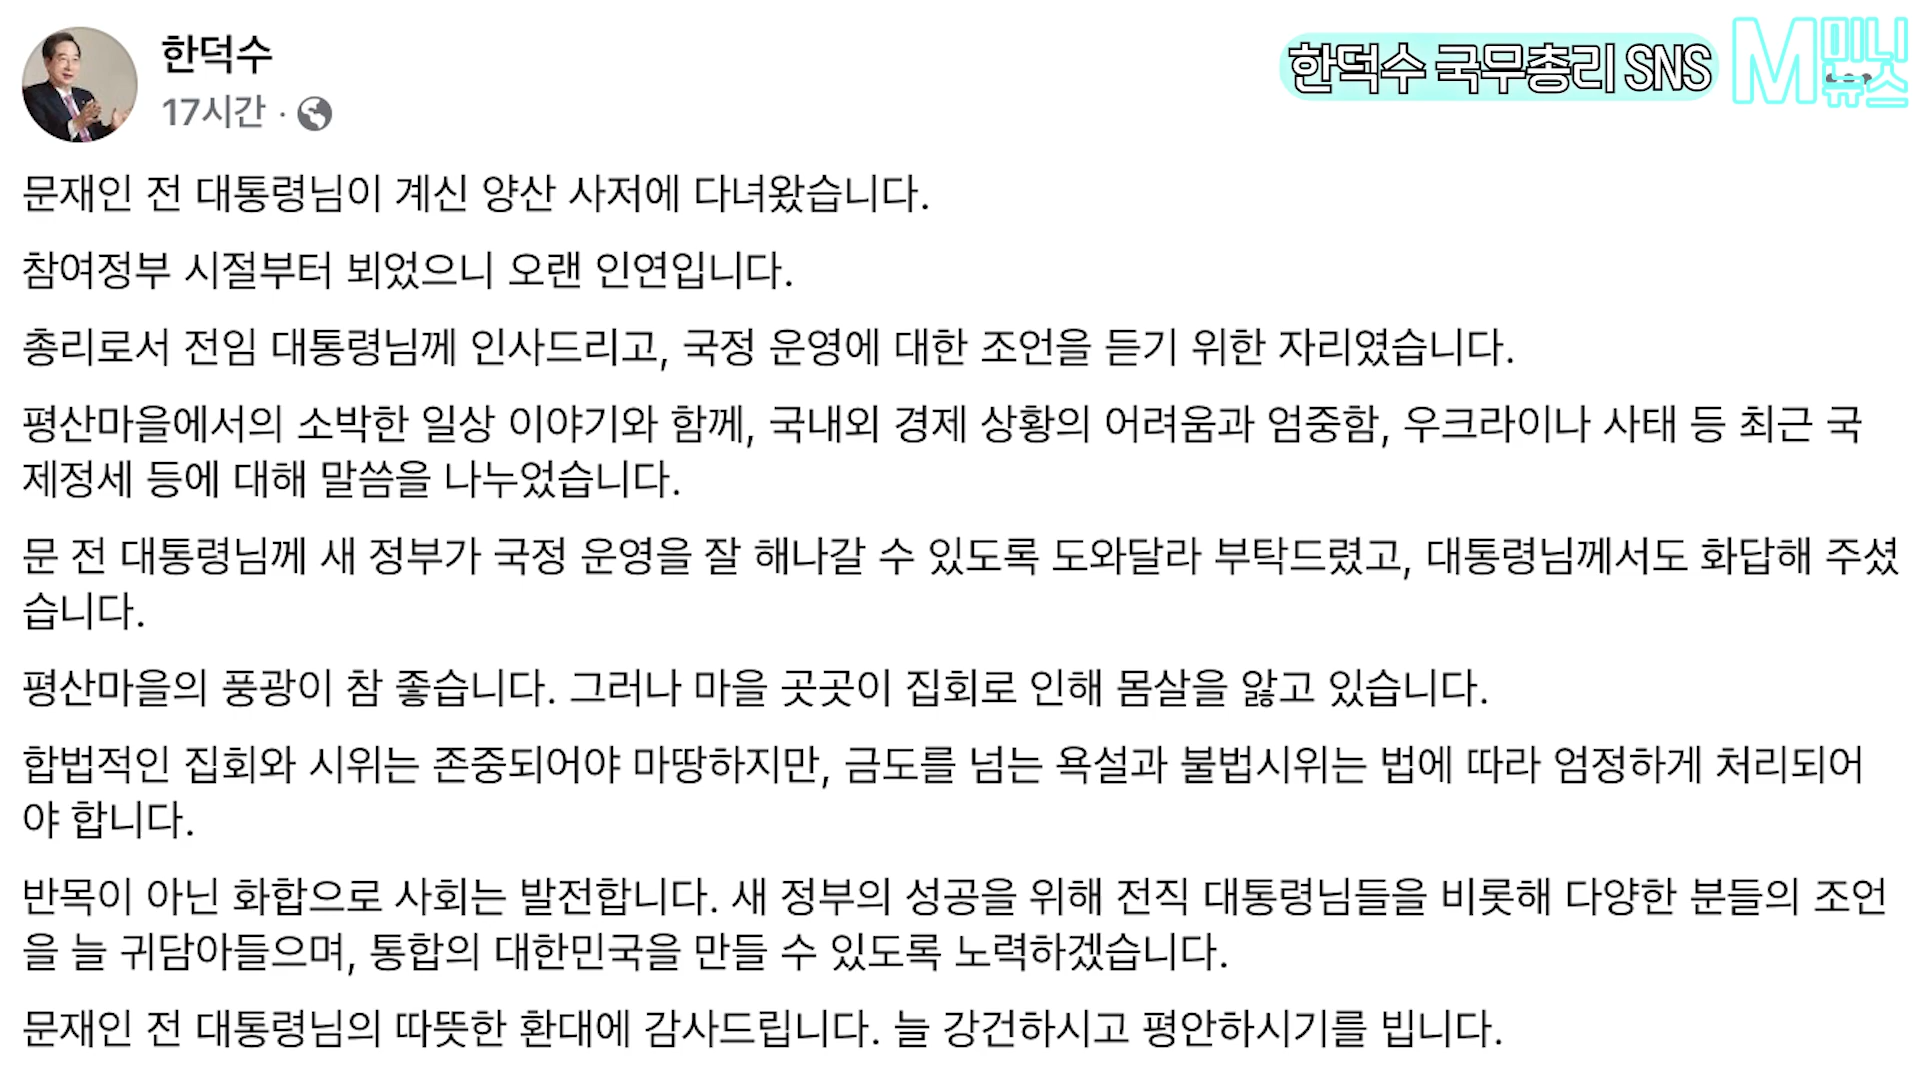 한덕수
17시간 ·
한덕수 국무총리 SNS
M미니
뉴스
문재인 전 대통령님이 계신 양산 사저에 다녀왔습니다.
참여정부 시절부터 뵈었으니 오랜 인연입니다.
총리로서 전임 대통령님께 인사드리고, 국정 운영에 대한 조언을 듣기 위한 자리였습니다.
평산마을에서의 소박한 일상 이야기와 함께, 국내외 경제 상황의 어려움과 엄중함, 우크라이나 사태 등 최근 국
제정세 등에 대해 말씀을 나누었습니다.
문 전 대통령님께 새 정부가 국정 운영을 잘 해나갈 수 있도록 도와달라 부탁드렸고, 대통령님께서도 화답해 주셨
습니다.
평산마을의 풍광이 참 좋습니다. 그러나 마을 곳곳이 집회로 인해 몸살을 앓고 있습니다.
합법적인 집회와 시위는 존중되어야 마땅하지만, 금도를 넘는 욕설과 불법시위는 법에 따라 엄정하게 처리되어
야 합니다.
반목이 아닌 화합으로 사회는 발전합니다. 새 정부의 성공을 위해 전직 대통령님들을 비롯해 다양한 분들의 조언
을 늘 귀담아들으며, 통합의 대한민국을 만들 수 있도록 노력하겠습니다.
문재인 전 대통령님의 따뜻한 환대에 감사드립니다. 늘 강건하시고 평안하시기를 빕니다.